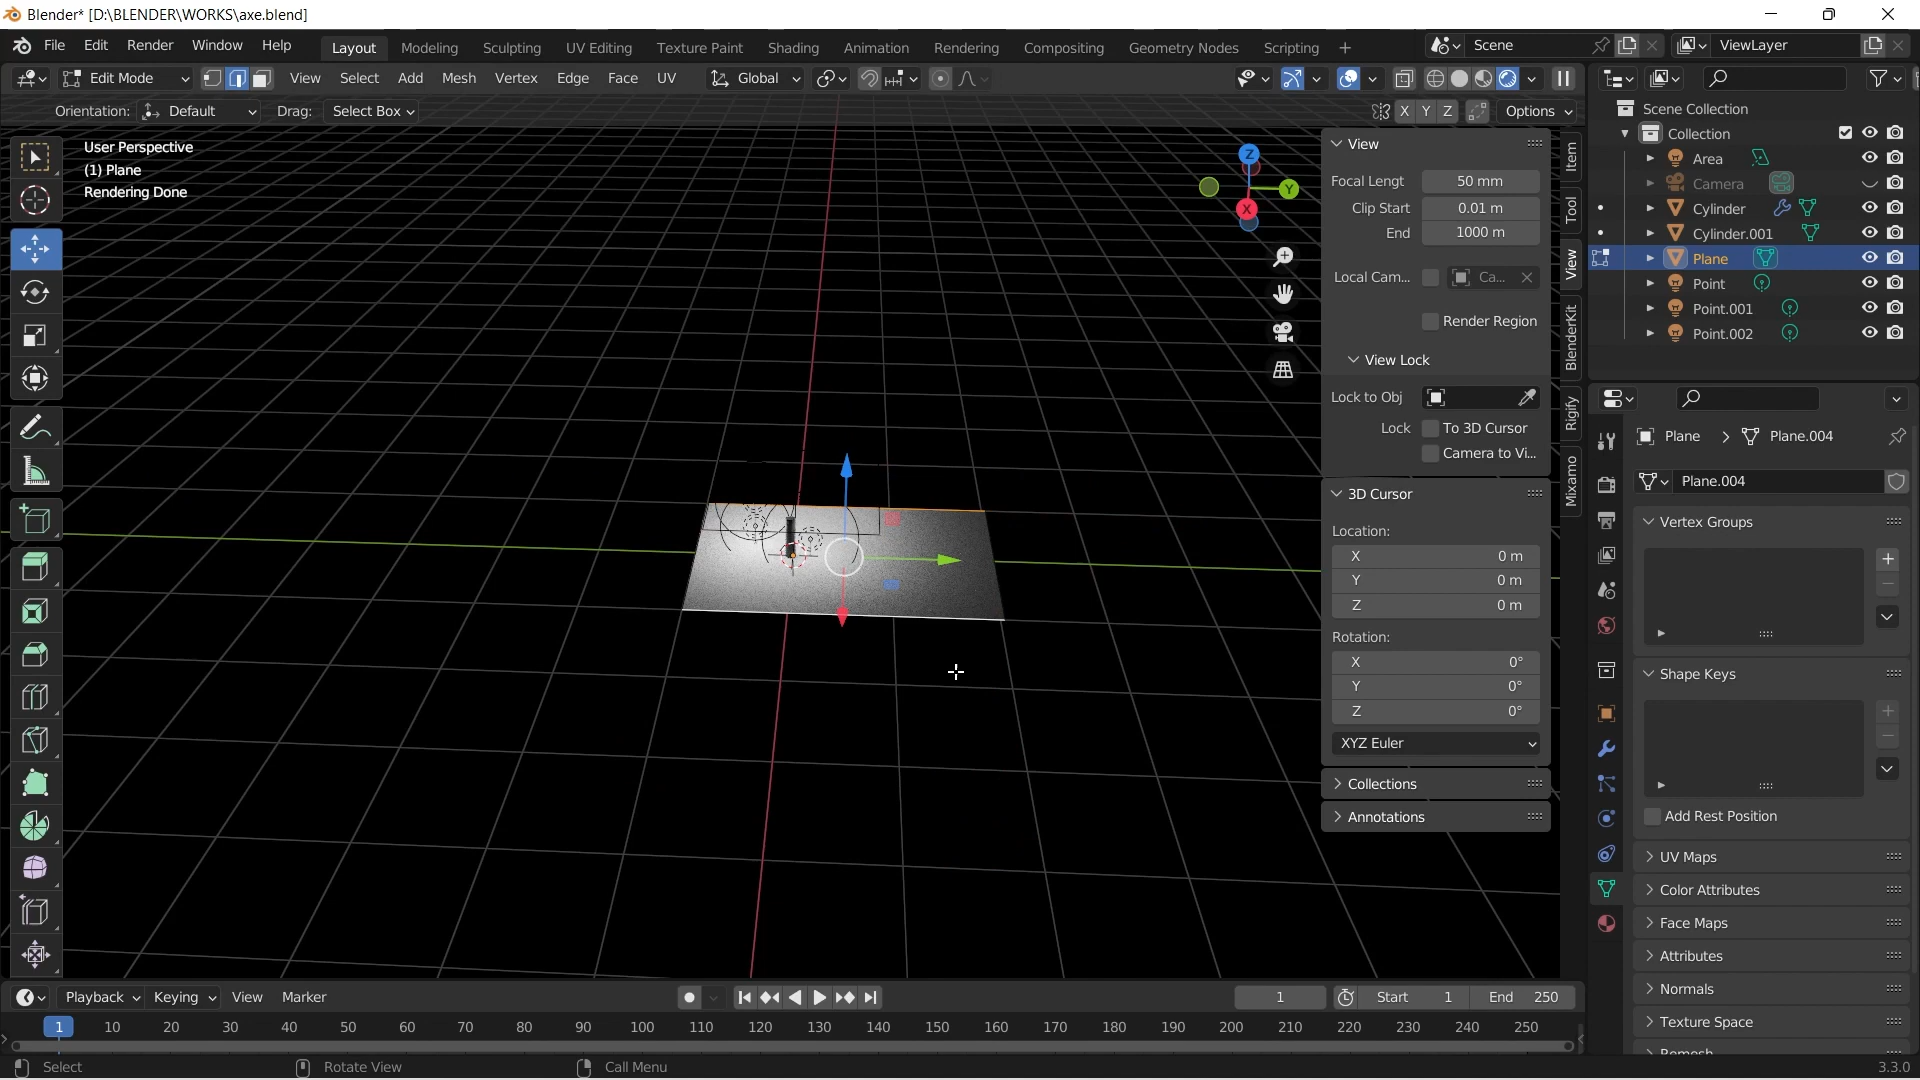 Blender* [D:\BLENDER\WORKS\axe.blend]
File Edit Render Window Help Layout Modeling Sculpting UV Editing Texture Paint Shading Animation Rendering Compositing Geometry Nodes Scripting + Scene ViewLayer
Edit Mode View Select Add Mesh Vertex Edge Face UV Global
Orientation: Default Drag: Select Box X Y Z Options
User Perspective
(1) Plane
Rendering Done
Z
Y
X
View
Focal Lengt 50 mm
Clip Start 0.01 m
End 1000 m
Local Cam... Ca...
Render Region
View Lock
Lock to Obj
Lock To 3D Cursor
Camera to Vi...
3D Cursor
Location:
X 0 m
Y 0 m
Z 0 m
Rotation:
X 0°
Y 0°
Z 0°
XYZ Euler
Collections
Annotations
Item
Tool
View
BlenderKit
Rigify
Mixamo
Scene Collection
Collection
Area
Camera
Cylinder
Cylinder.001
Plane
Point
Point.001
Point.002
Plane > Plane.004
Plane.004
Vertex Groups
Shape Keys
Add Rest Position
UV Maps
Color Attributes
Face Maps
Attributes
Normals
Texture Space
Remesh
Playback Keying View Marker 1 Start 1 End 250
1 10 20 30 40 50 60 70 80 90 100 110 120 130 140 150 160 170 180 190 200 210 220 230 240 250
Select Rotate View Call Menu 3.3.0